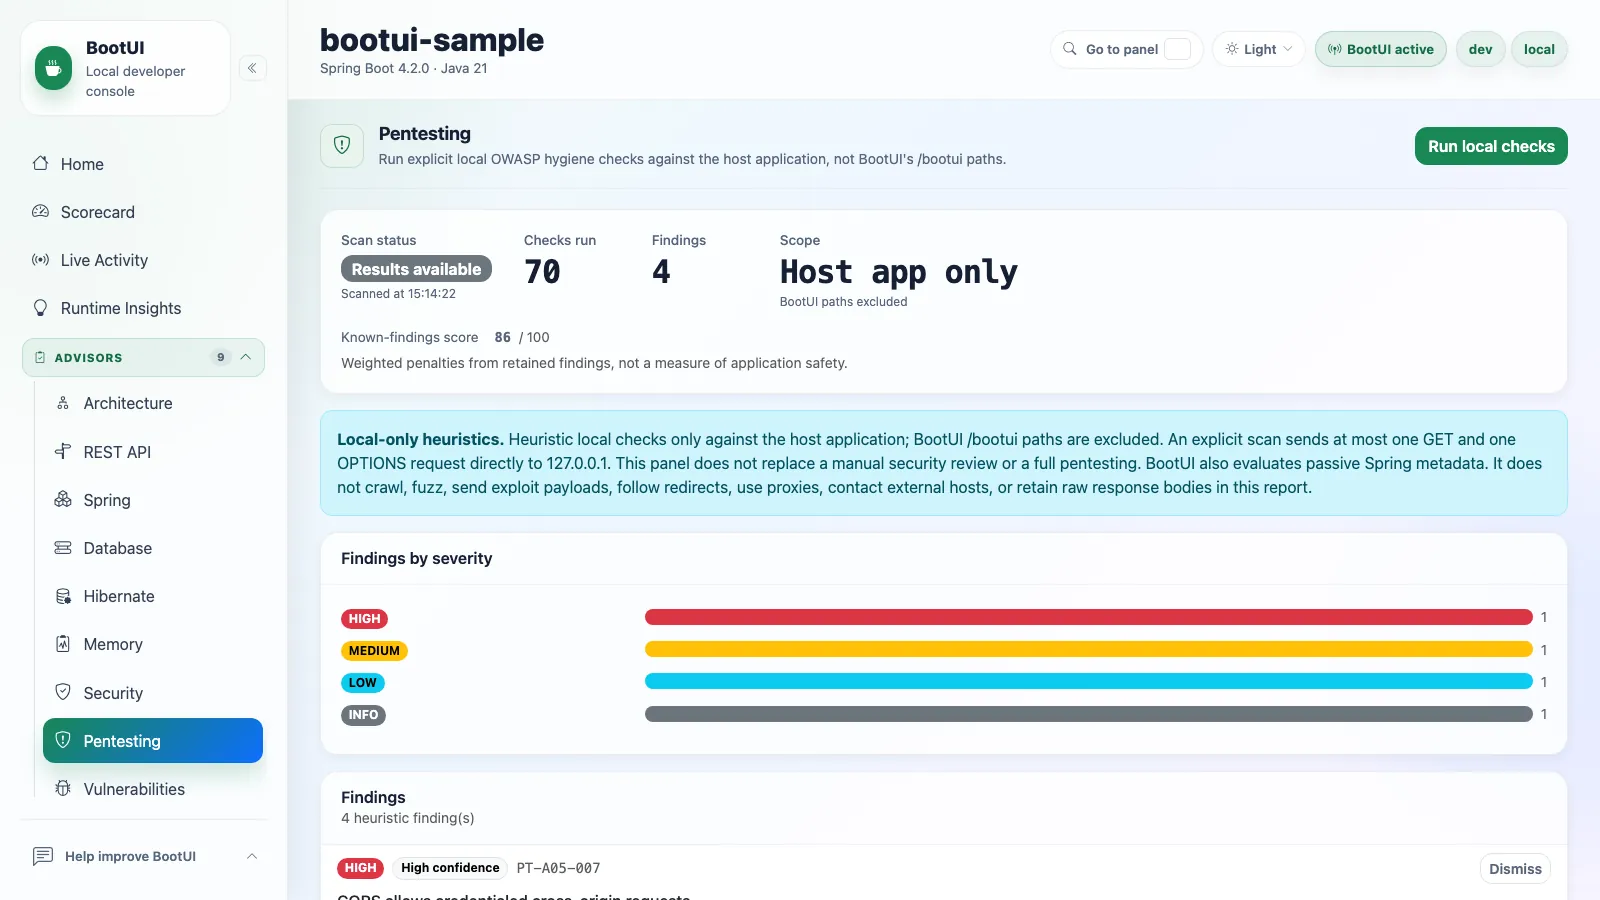 BootUI
Local developer
console
Home
Scorecard
Live Activity
Runtime Insights
ADVISORS 9
Architecture
REST API
Spring
Database
Hibernate
Memory
Security
Pentesting
Vulnerabilities
Help improve BootUI
bootui-sample
Spring Boot 4.2.0 · Java 21
Go to panel
Light
BootUI active
dev
local
Pentesting
Run explicit local OWASP hygiene checks against the host application, not BootUI's /bootui paths.
Run local checks
Scan status
Results available
Scanned at 15:14:22
Checks run
70
Findings
4
Scope
Host app only
BootUI paths excluded
Known-findings score 86 / 100
Weighted penalties from retained findings, not a measure of application safety.
Local-only heuristics. Heuristic local checks only against the host application; BootUI /bootui paths are excluded. An explicit scan sends at most one GET and one
OPTIONS request directly to 127.0.0.1. This panel does not replace a manual security review or a full pentesting. BootUI also evaluates passive Spring metadata. It does
not crawl, fuzz, send exploit payloads, follow redirects, use proxies, contact external hosts, or retain raw response bodies in this report.
Findings by severity
HIGH 1
MEDIUM 1
LOW 1
INFO 1
Findings
4 heuristic finding(s)
HIGH High confidence PT-A05-007
Dismiss
CORS allows credentialed cross-origin requests